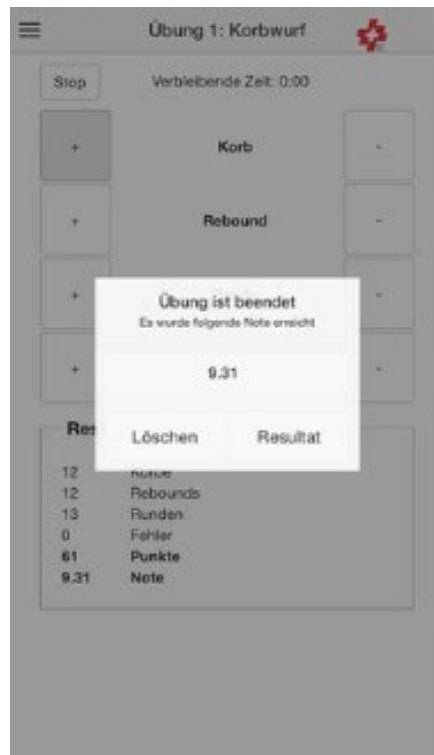 Übung 1: Korbwurf
Stop Verbleibende Zeit: 0:00
+ Korb -
+ Rebound -
+ -
Übung ist beendet
Es wurde folgende Note erreicht
+ 9.31 -
Löschen Resultat
Res
12 Körbe
12 Rebounds
13 Runden
0 Fehler
61 Punkte
9.31 Note